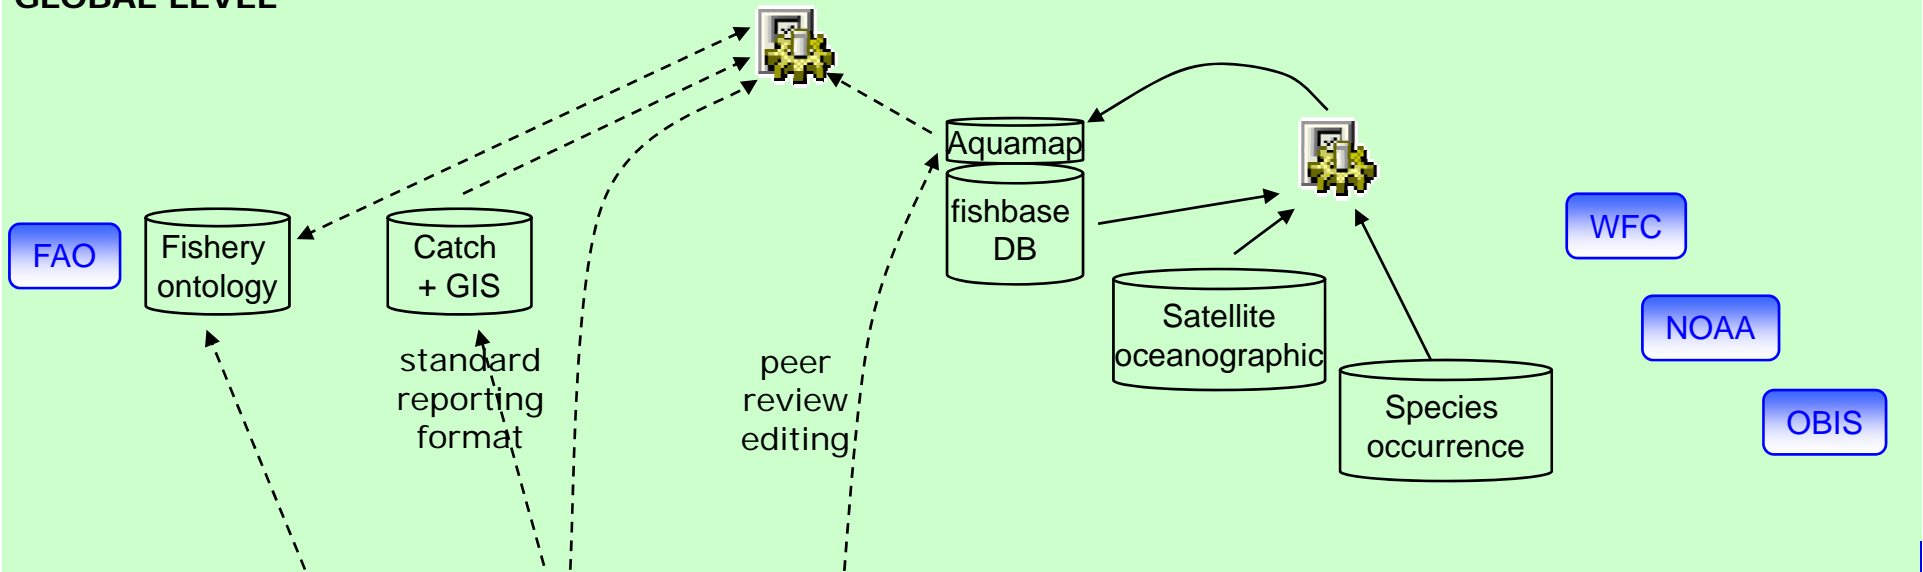 GLOBAL LEVEL
Aquamap
fishbase
DB
FAO
Fishery
ontology
Catch
+ GIS
WFC
Satellite
oceanographic
NOAA
standard
reporting
format
peer
review
editing
Species
occurrence
OBIS